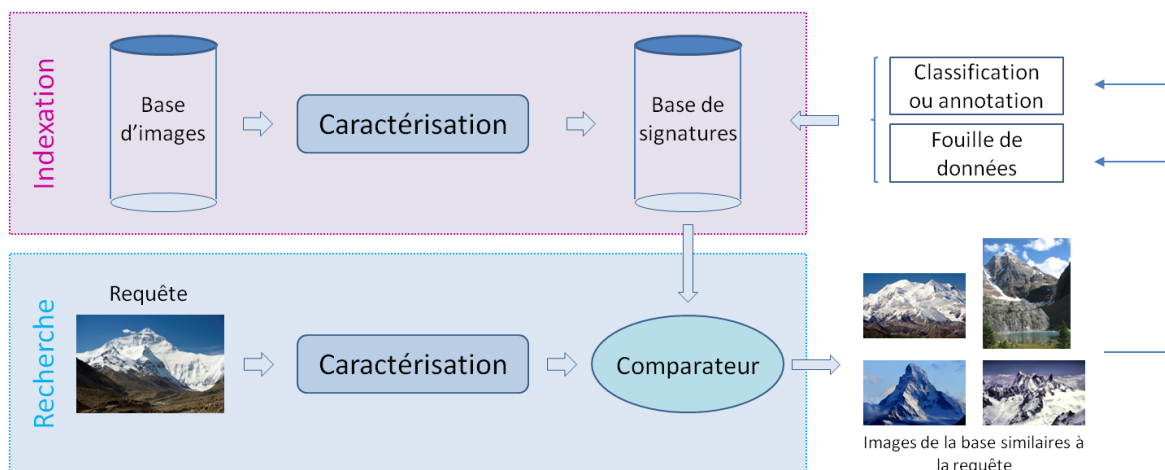 Indexation
Base
d'images
Caractérisation
Base de
signatures
Classification
ou annotation
Fouille de
données
Recherche
Requête
Caractérisation
Comparateur
Images de la base similaires à
la requête